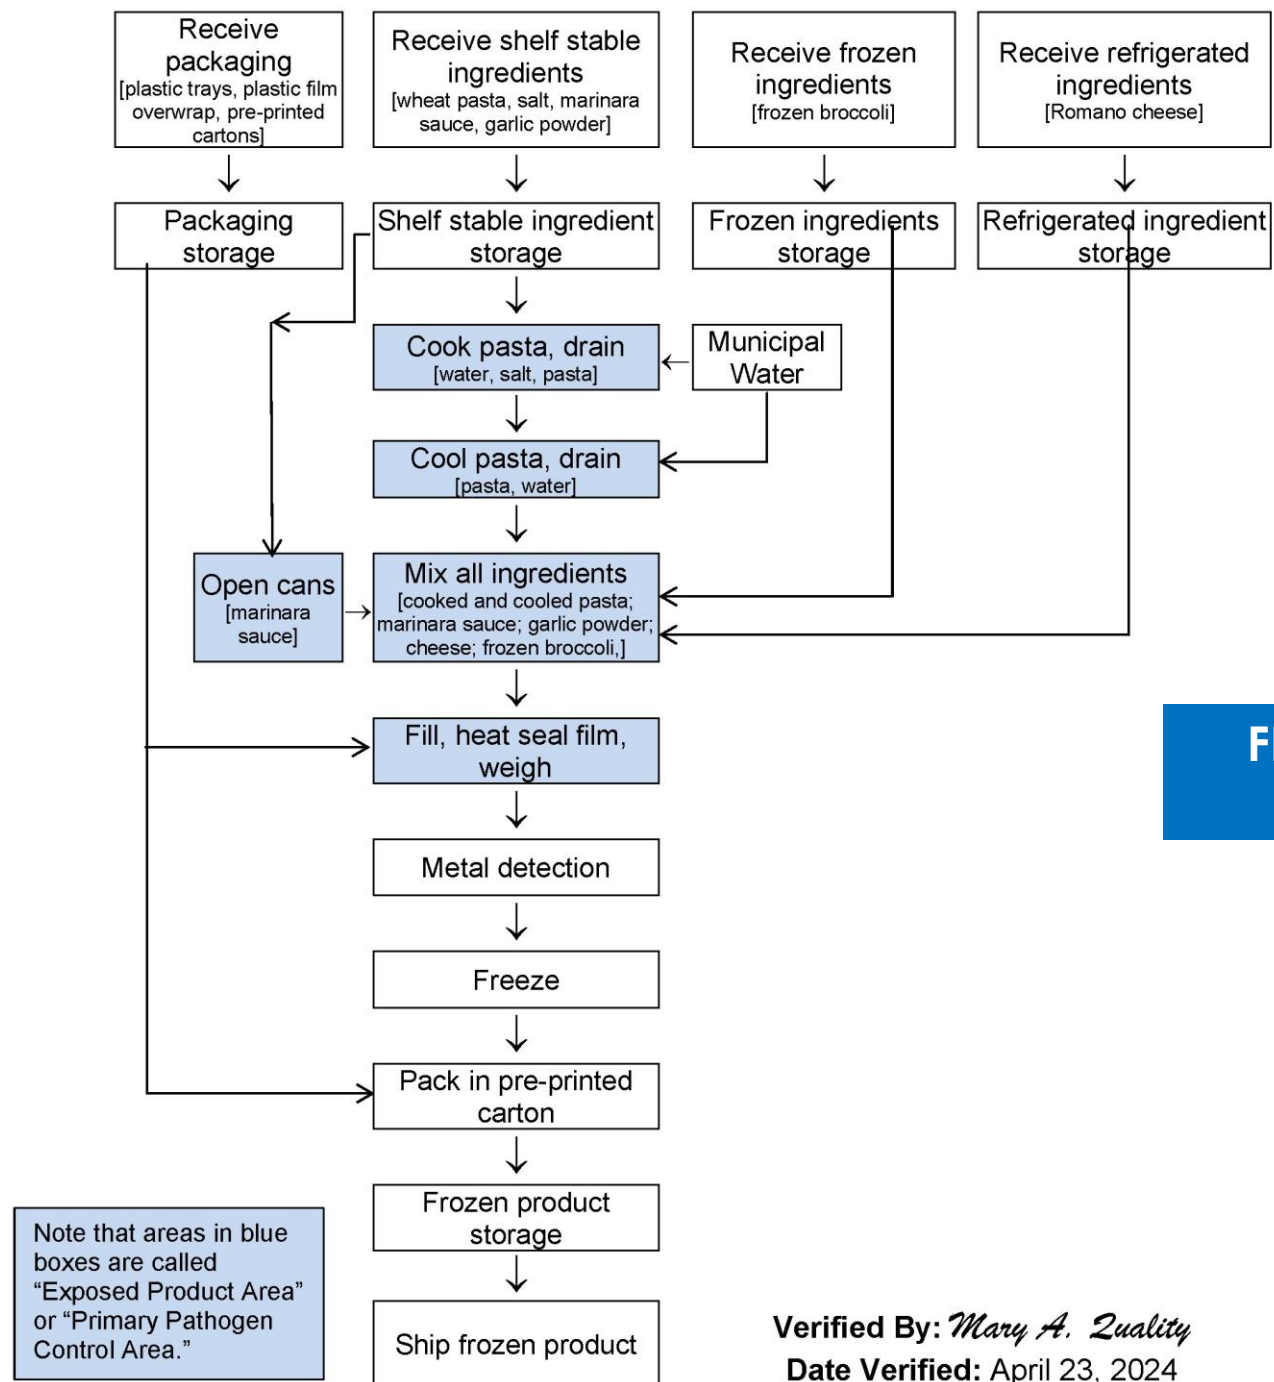 Receive
packaging
[plastic trays, plastic film
overwrap, pre-printed
cartons]
Receive shelf stable
ingredients
[wheat pasta, salt, marinara
sauce, garlic powder]
Receive frozen
ingredients
[frozen broccoli]
Receive refrigerated
ingredients
[Romano cheese]
Packaging
storage
Shelf stable ingredient
storage
Frozen ingredients
storage
Refrigerated ingredient
storage
Cook pasta, drain
[water, salt, pasta]
Municipal
Water
Cool pasta, drain
[pasta, water]
Open cans
[marinara
sauce]
Mix all ingredients
[cooked and cooled pasta;
marinara sauce; garlic powder;
cheese; frozen broccoli,]
Fill, heat seal film,
weigh
Metal detection
Freeze
Pack in pre-printed
carton
Frozen product
storage
Ship frozen product
Note that areas in blue
boxes are called
“Exposed Product Area”
or “Primary Pathogen
Control Area.”
Verified By: Mary A. Quality
Date Verified: April 23, 2024